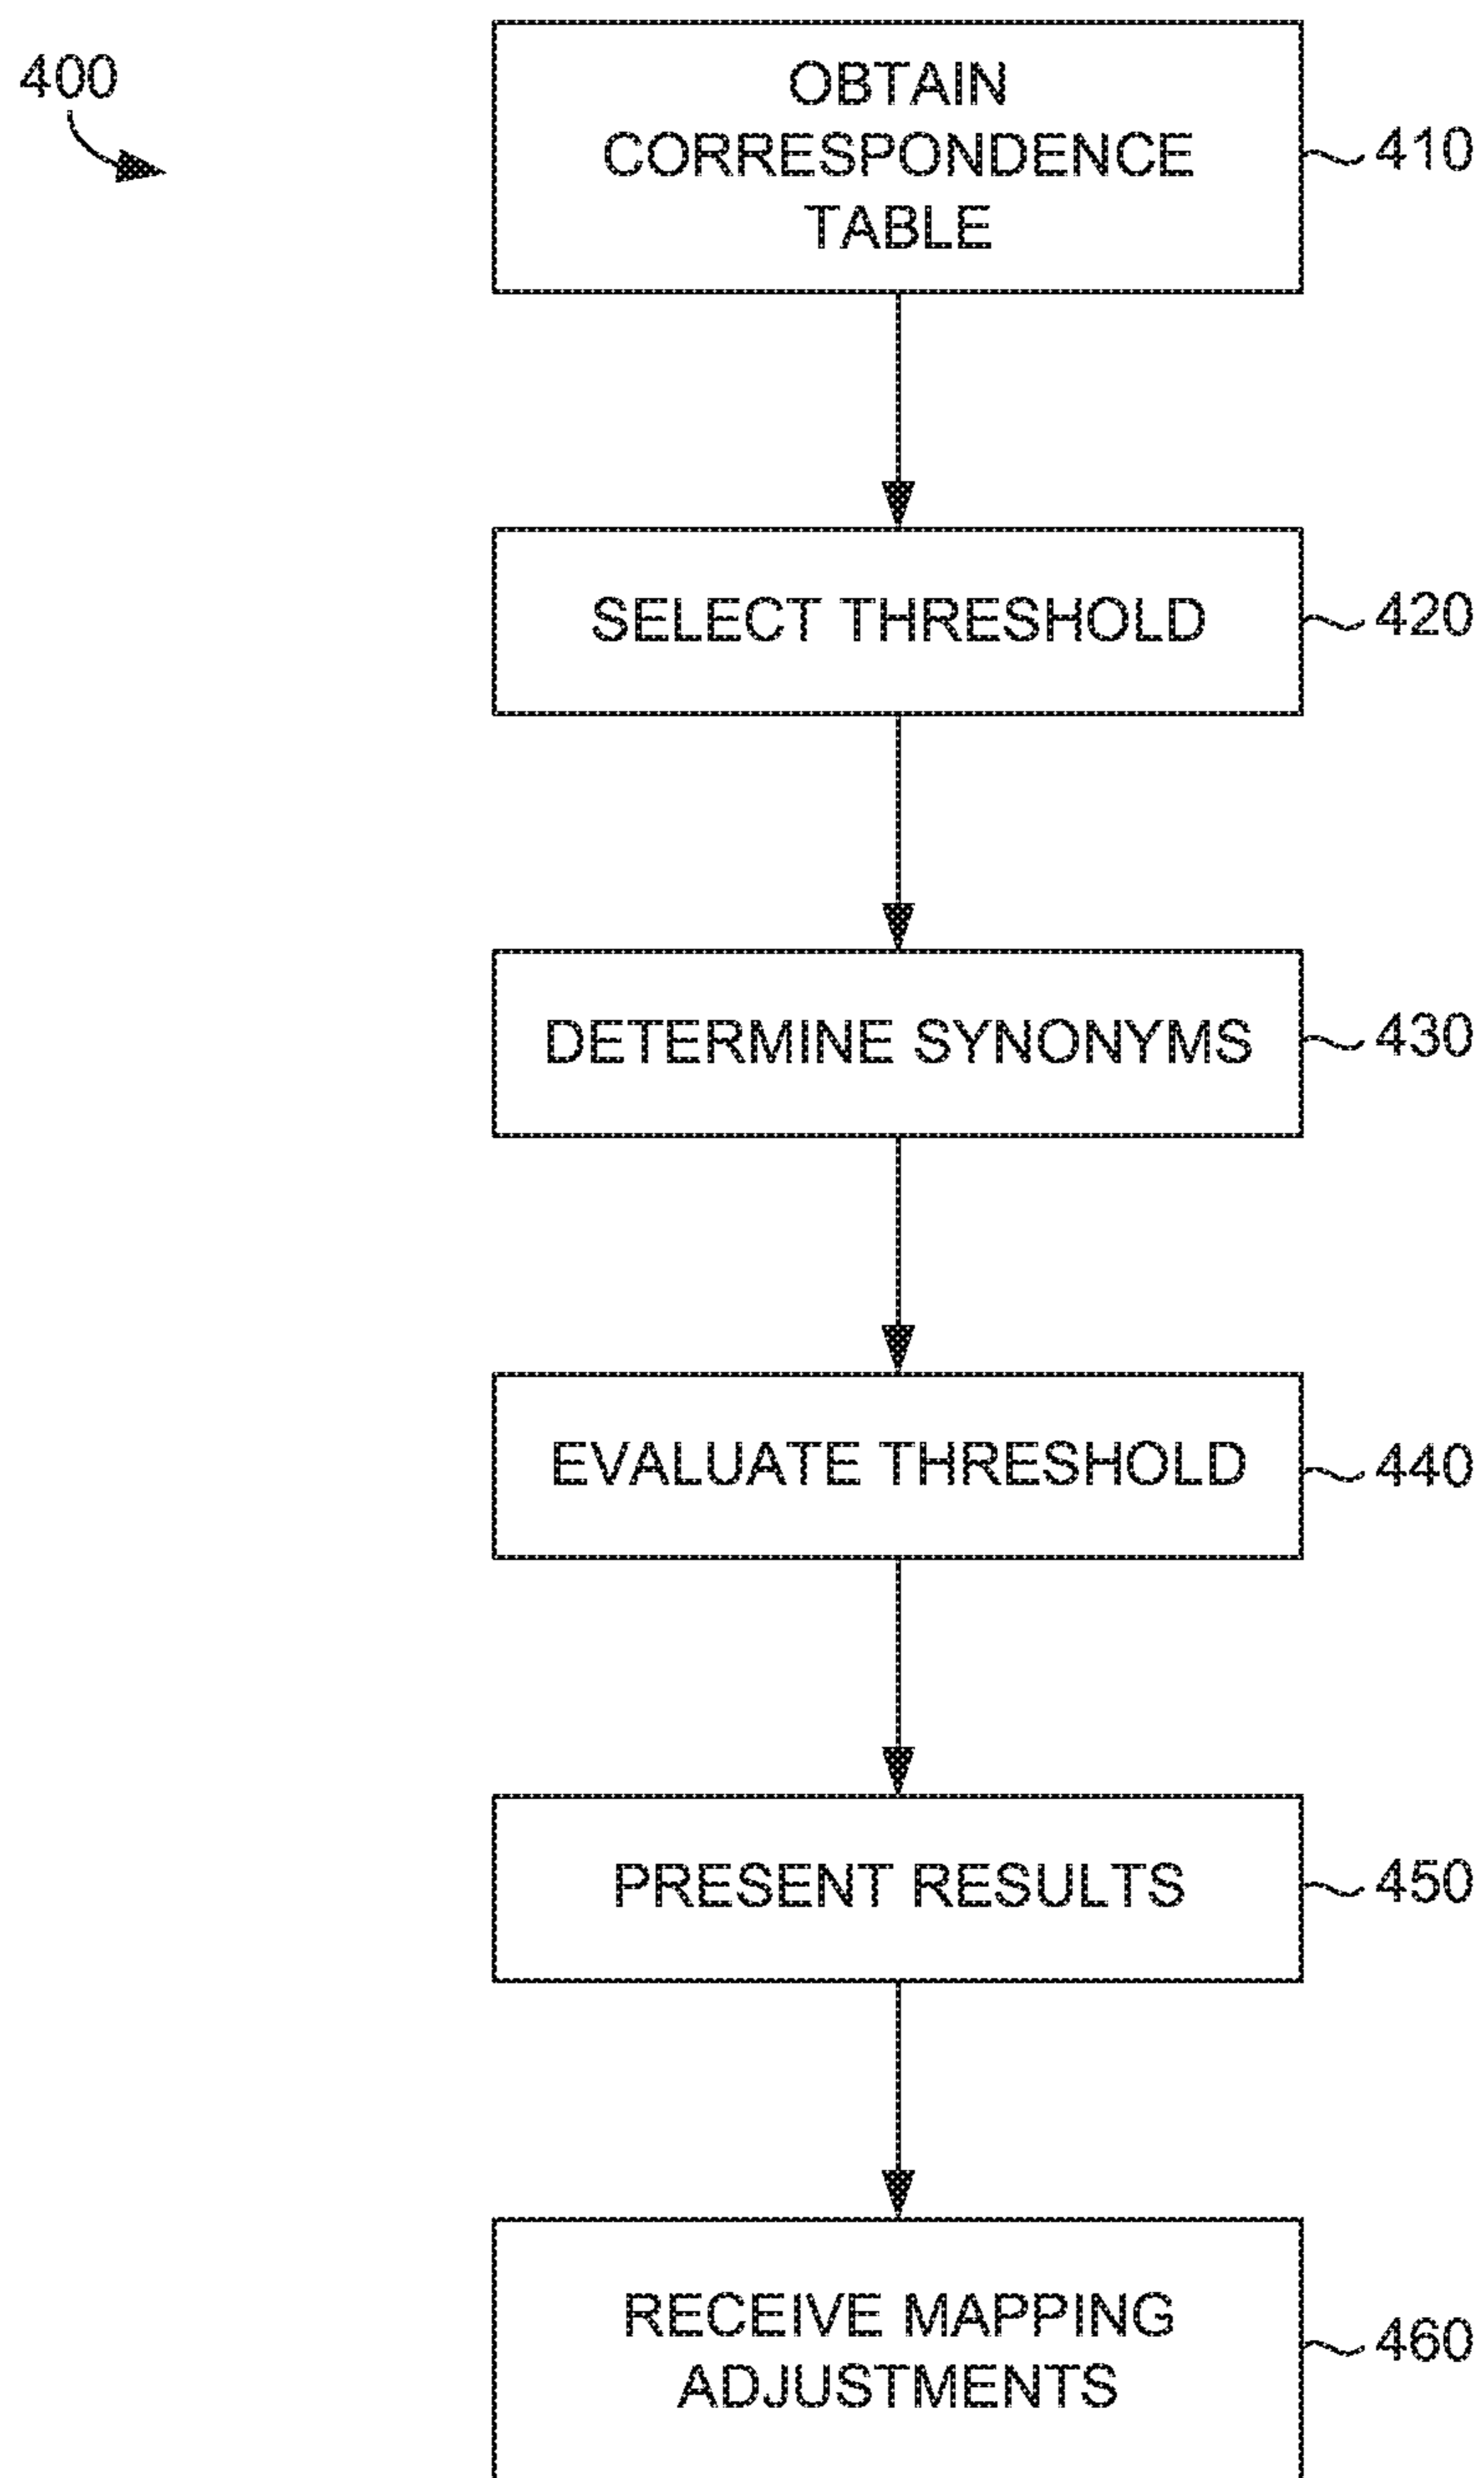 400
OBTAIN
CORRESPONDENCE
TABLE
410
SELECT THRESHOLD
420
DETERMINE SYNONYMS
430
EVALUATE THRESHOLD
440
PRESENT RESULTS
450
RECEIVE MAPPING
ADJUSTMENTS
460